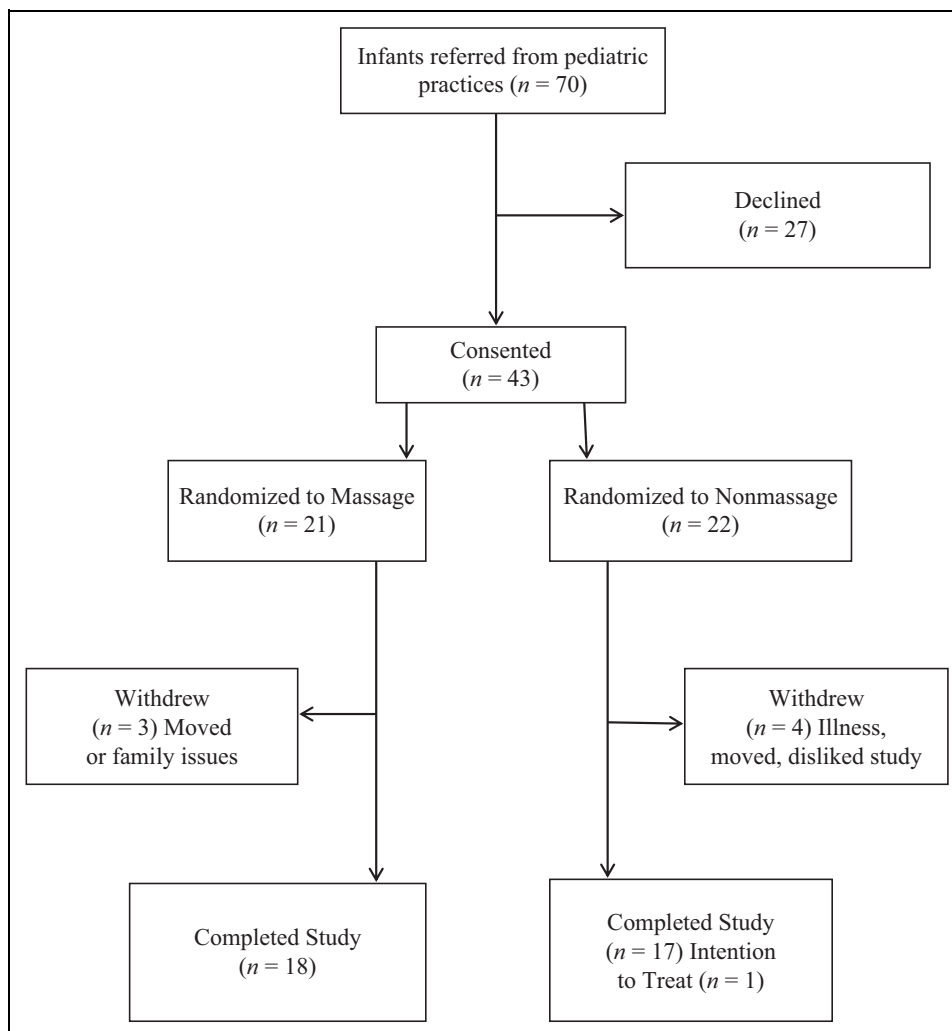 Infants referred from pediatric
practices (n = 70)
Declined
(n = 27)
Consented
(n = 43)
Randomized to Massage
(n = 21)
Randomized to Nonmassage
(n = 22)
Withdrew
(n = 3) Moved
or family issues
Withdrew
(n = 4) Illness,
moved, disliked study
Completed Study
(n = 18)
Completed Study
(n = 17) Intention
to Treat (n = 1)